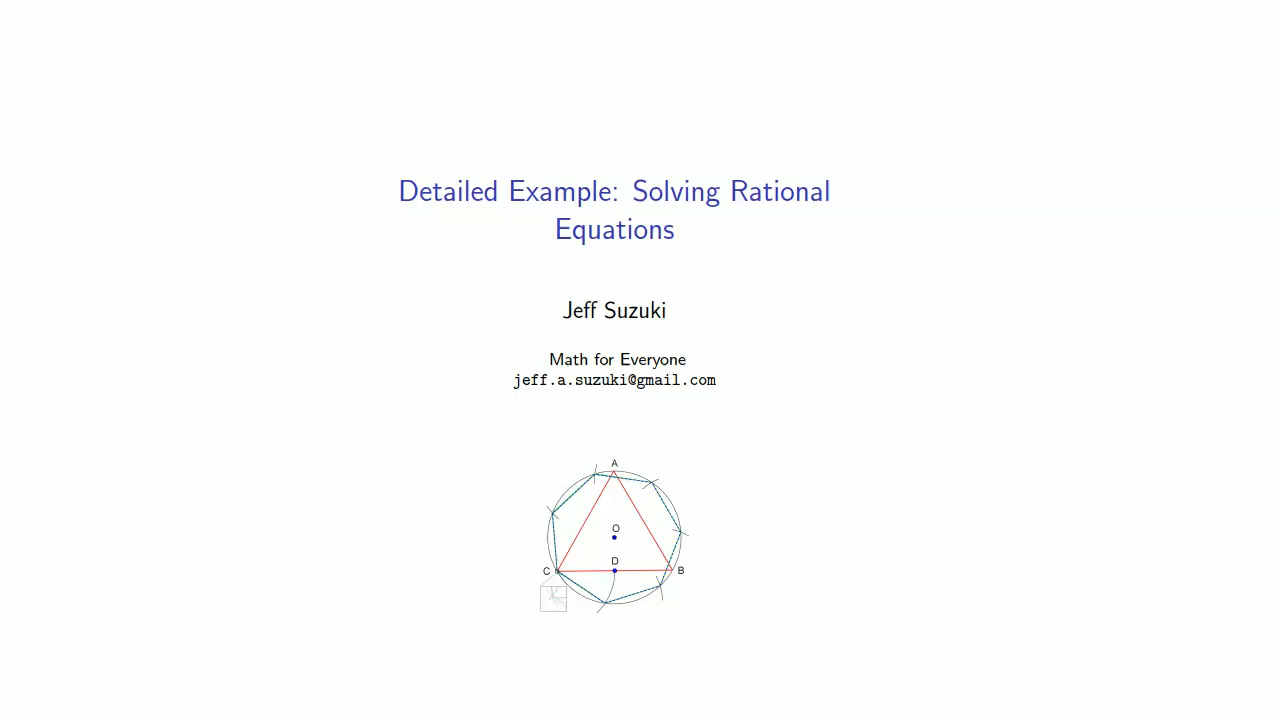 Detailed Example: Solving Rational
Equations
Jeff Suzuki
Math for Everyone
jeff.a.suzuki@gmail.com
A
O
D
C
B